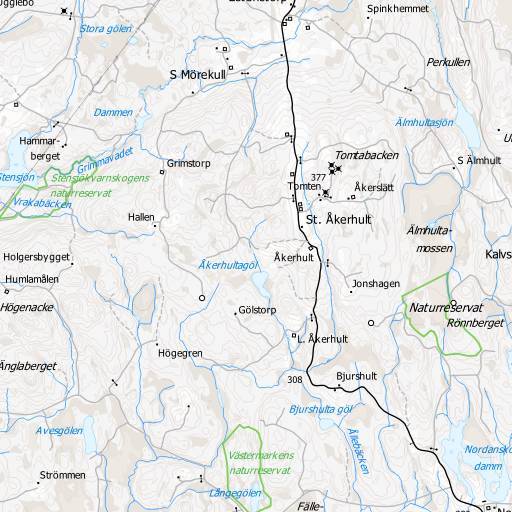 Spinkhemmet
Stora gölen
Perkullen
S Mörekull
Dammen
Älmhultasjön
Hammar-
berget
Grimmavadet
Tomtabacken
Grimstorp
S Älmhult
377
Stensjökvarnskogens
naturreservat
Stensjön
Tomten
Åkerslätt
Vrakabäcken
Hallen
St. Åkerhult
Älmhulta-
mossen
Holgersbygget
Åkerhultagöl
Åkerhult
Kalvs
Humlamålen
Jonshagen
Högenacke
Gölstorp
Naturreservat
Rönnberget
L. Åkerhult
Högegren
Änglaberget
308
Bjurshult
Bjurshulta göl
Avesgölen
Ållebäcken
Västermarkens
naturreservat
Nordansko
damm
Strömmen
Långegölen
Fälle-